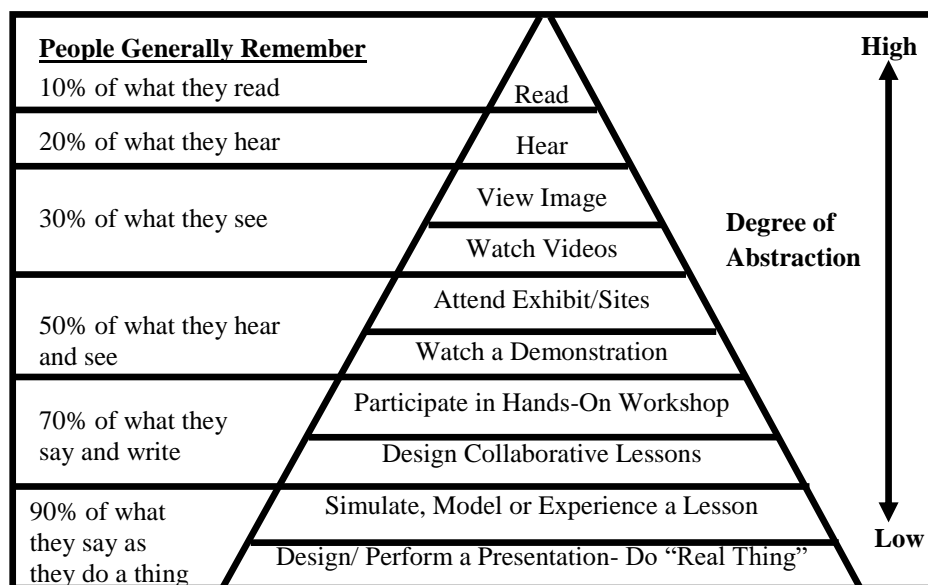 People Generally Remember
10% of what they read
20% of what they hear
30% of what they see
50% of what they hear
and see
70% of what they
say and write
90% of what
they say as
they do a thing
Read
Hear
View Image
Watch Videos
Attend Exhibit/Sites
Watch a Demonstration
Participate in Hands-On Workshop
Design Collaborative Lessons
Simulate, Model or Experience a Lesson
Design/ Perform a Presentation- Do “Real Thing”
High
Degree of
Abstraction
Low